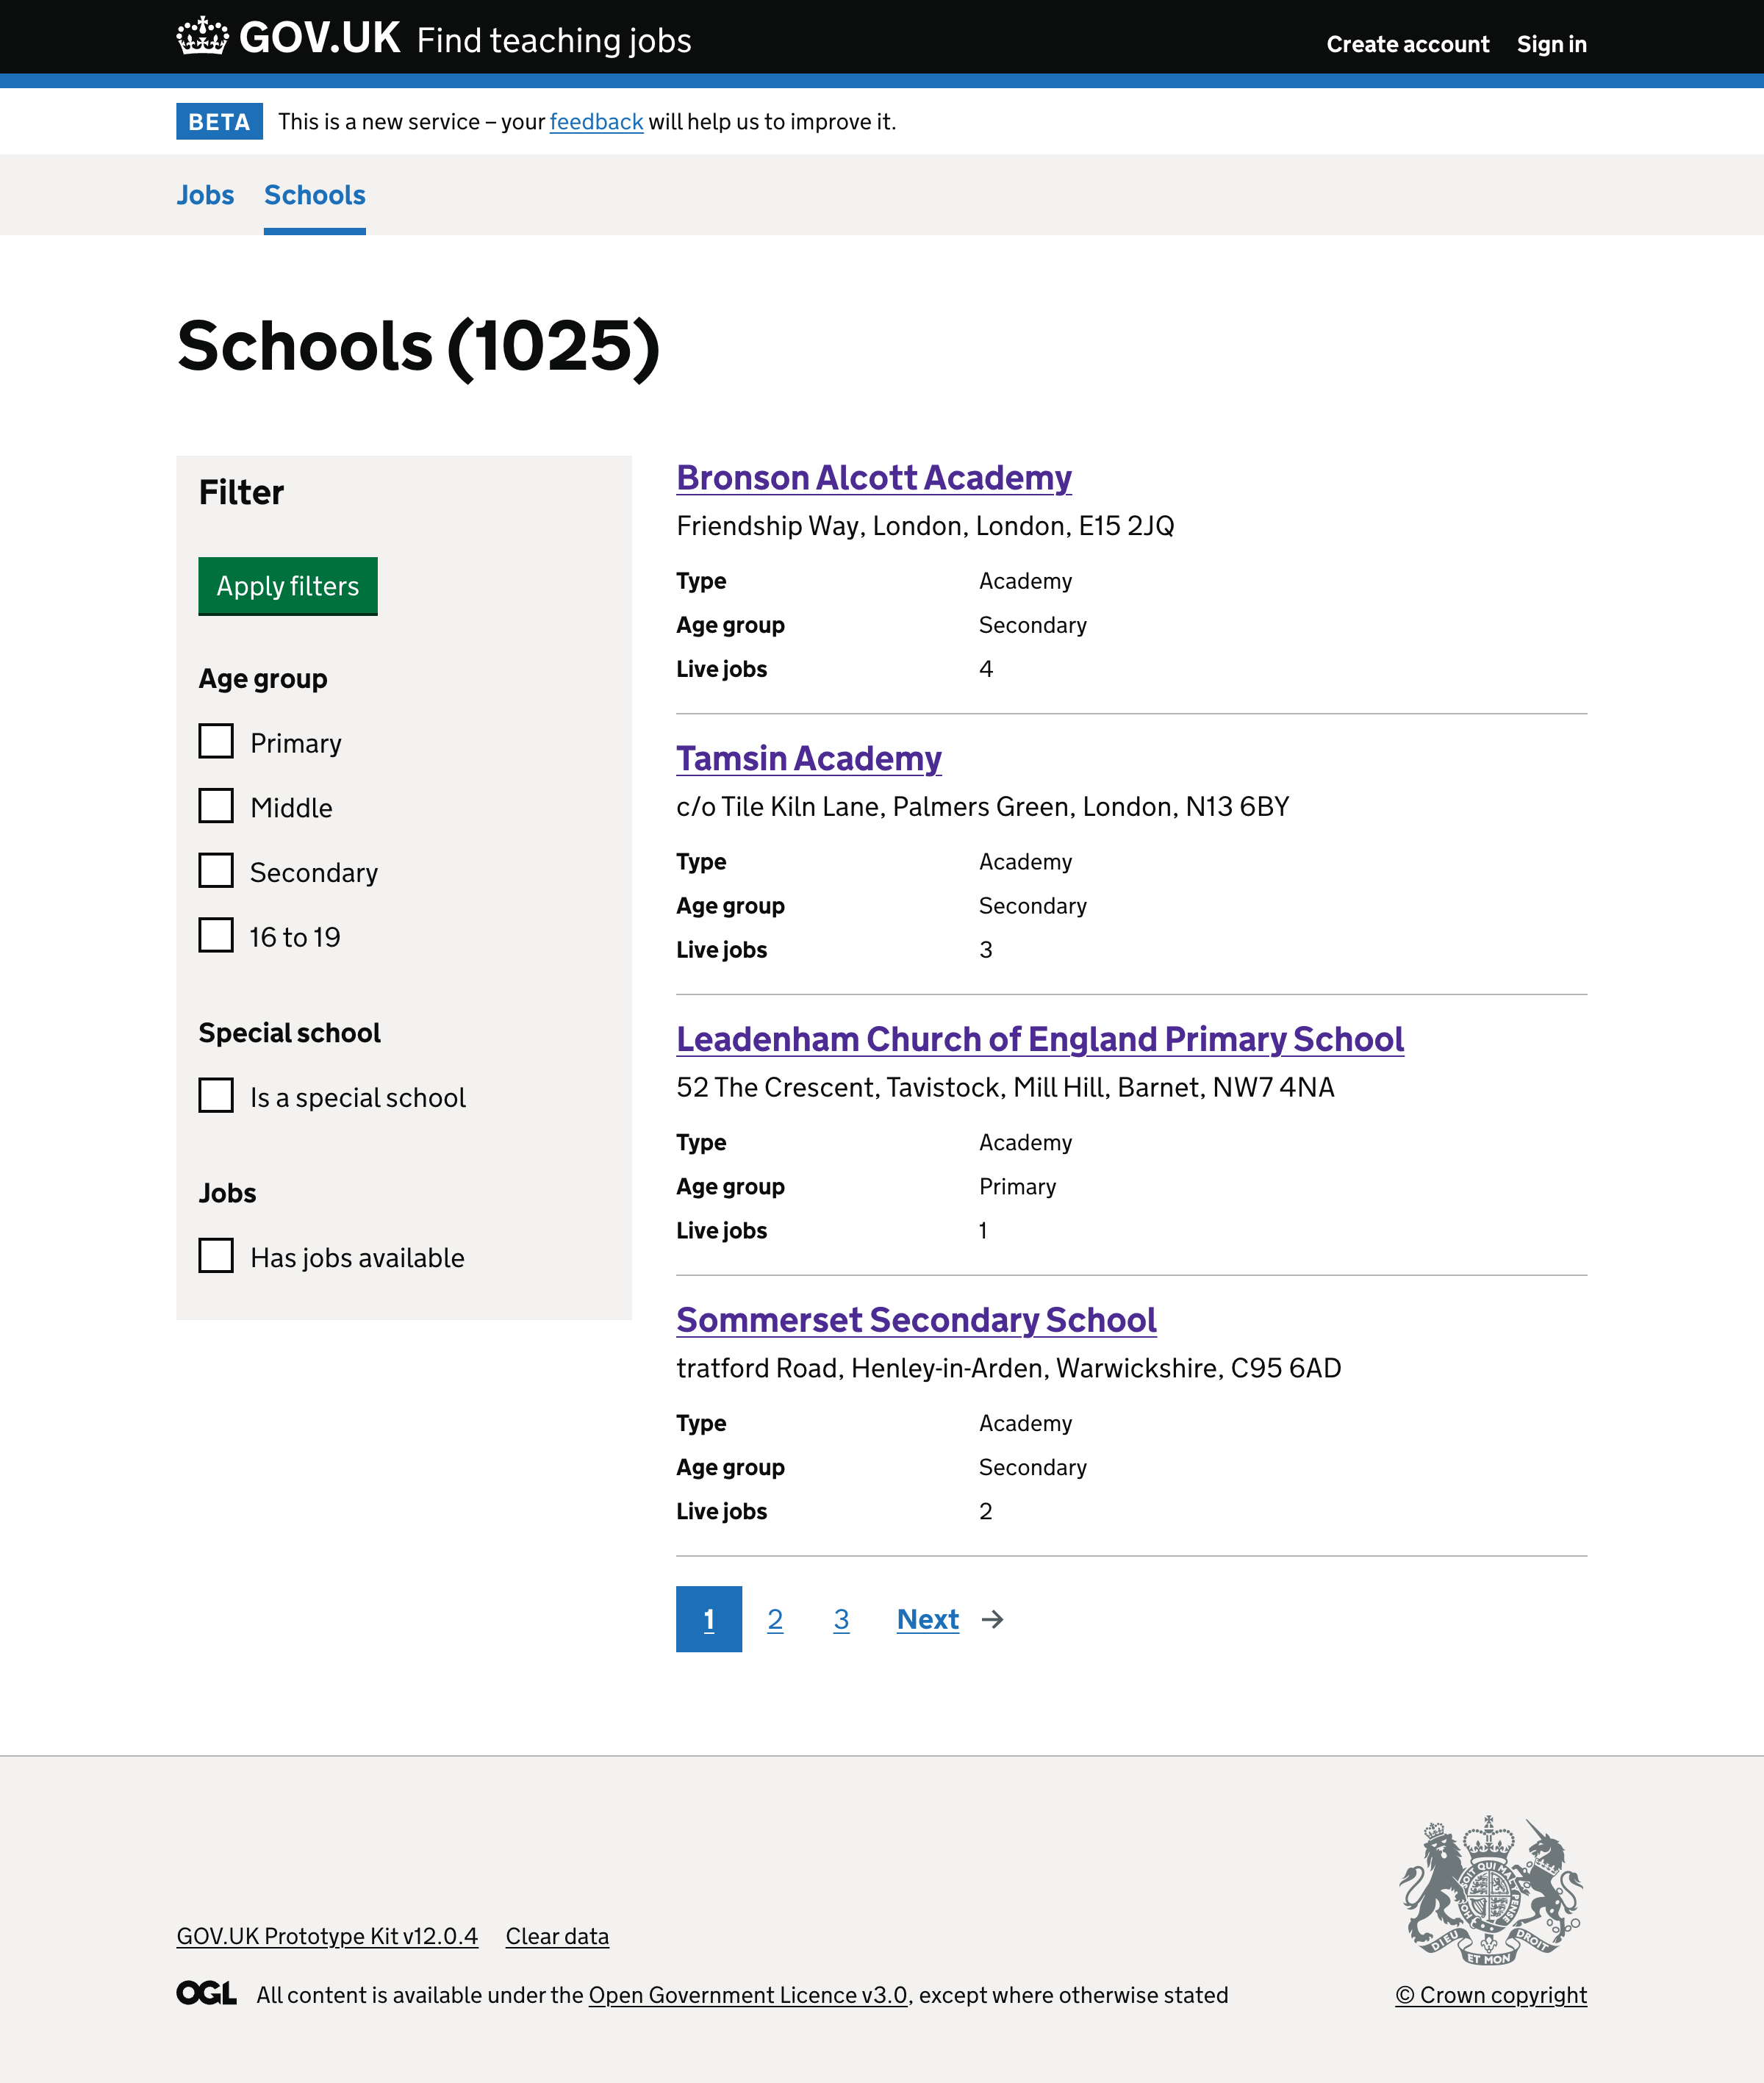 GOV.UK Find teaching jobs
Create account Sign in
BETA This is a new service – your feedback will help us to improve it.
Jobs Schools
Schools (1025)
Filter
Apply filters
Age group
Primary
Middle
Secondary
16 to 19
Special school
Is a special school
Jobs
Has jobs available
Bronson Alcott Academy
Friendship Way, London, London, E15 2JQ
Type Academy
Age group Secondary
Live jobs 4
Tamsin Academy
c/o Tile Kiln Lane, Palmers Green, London, N13 6BY
Type Academy
Age group Secondary
Live jobs 3
Leadenham Church of England Primary School
52 The Crescent, Tavistock, Mill Hill, Barnet, NW7 4NA
Type Academy
Age group Primary
Live jobs 1
Sommerset Secondary School
tratford Road, Henley-in-Arden, Warwickshire, C95 6AD
Type Academy
Age group Secondary
Live jobs 2
1 2 3 Next →
GOV.UK Prototype Kit v12.0.4 Clear data
OGL All content is available under the Open Government Licence v3.0, except where otherwise stated
DIEU ET MON DROIT
© Crown copyright